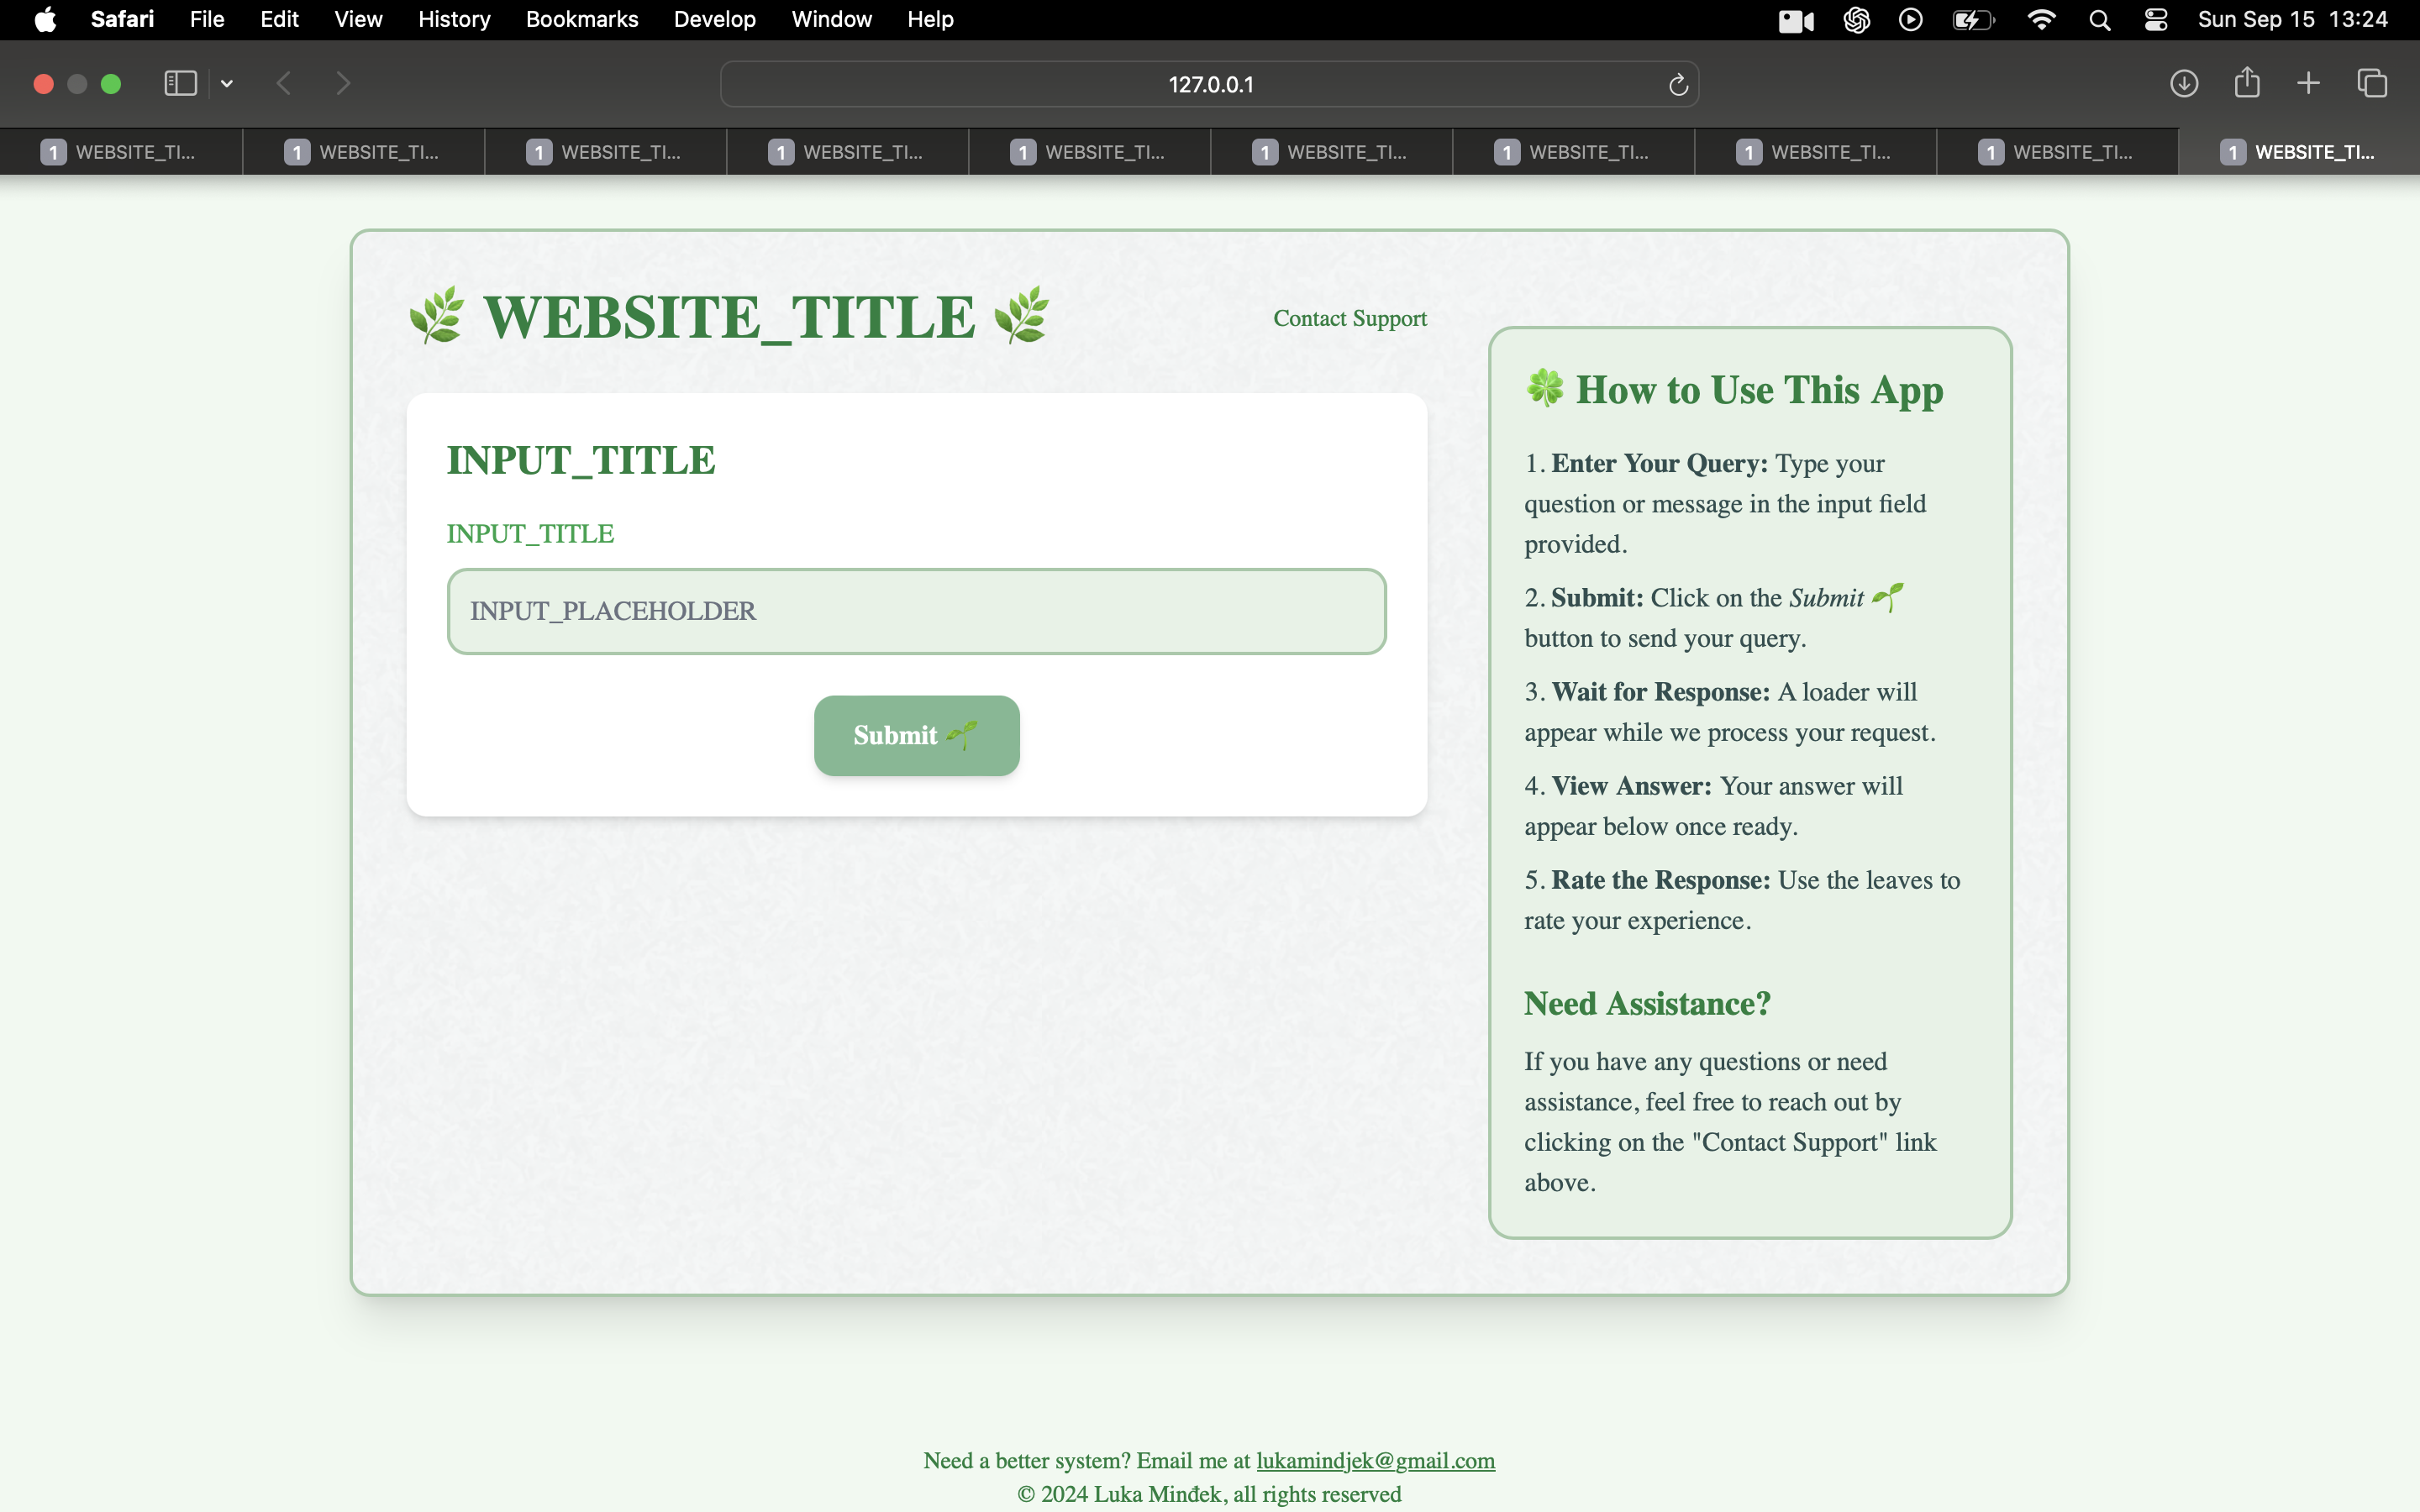 Safari File Edit View History Bookmarks Develop Window Help Sun Sep 15 13:24
127.0.0.1
1 WEBSITE_TI... 1 WEBSITE_TI... 1 WEBSITE_TI... 1 WEBSITE_TI... 1 WEBSITE_TI... 1 WEBSITE_TI... 1 WEBSITE_TI... 1 WEBSITE_TI... 1 WEBSITE_TI... 1 WEBSITE_TI...
🌿 WEBSITE_TITLE 🌿
Contact Support
INPUT_TITLE
INPUT_TITLE
INPUT_PLACEHOLDER
Submit 🌱
🍀 How to Use This App
1. Enter Your Query: Type your
question or message in the input field
provided.
2. Submit: Click on the Submit 🌱
button to send your query.
3. Wait for Response: A loader will
appear while we process your request.
4. View Answer: Your answer will
appear below once ready.
5. Rate the Response: Use the leaves to
rate your experience.
Need Assistance?
If you have any questions or need
assistance, feel free to reach out by
clicking on the "Contact Support" link
above.
Need a better system? Email me at lukamindjek@gmail.com
© 2024 Luka Minđek, all rights reserved